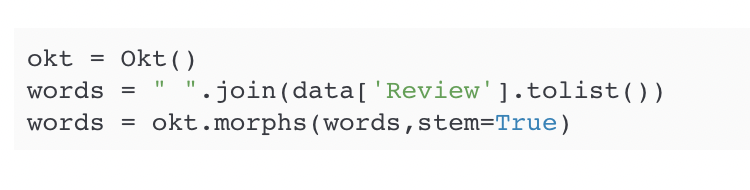 okt = Okt()
words = " ".join(data['Review'].tolist())
words = okt.morphs(words,stem=True)